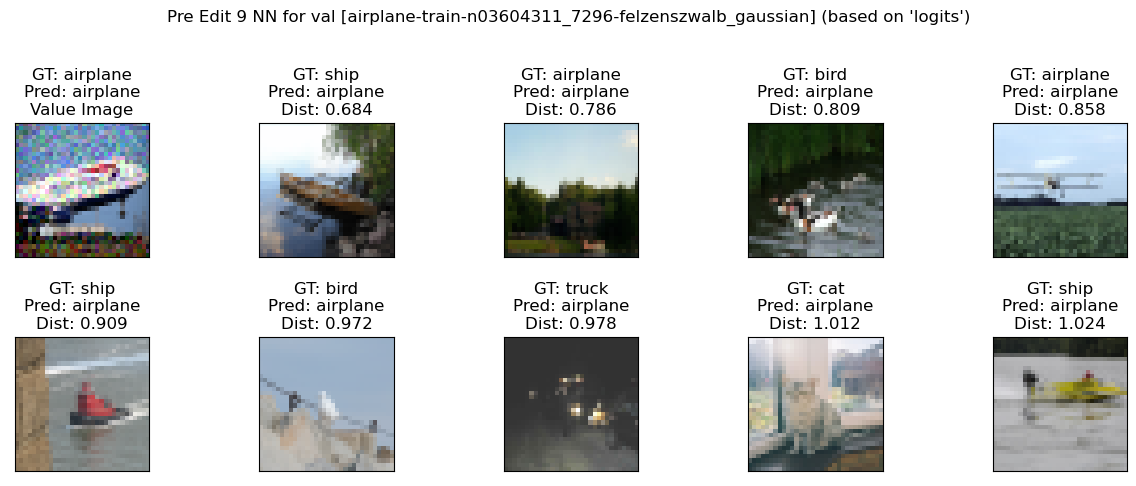 Pre Edit 9 NN for val [airplane-train-n03604311_7296-felzenszwalb_gaussian] (based on 'logits')
GT: airplane
Pred: airplane
Value Image
GT: ship
Pred: airplane
Dist: 0.684
GT: airplane
Pred: airplane
Dist: 0.786
GT: bird
Pred: airplane
Dist: 0.809
GT: airplane
Pred: airplane
Dist: 0.858
GT: ship
Pred: airplane
Dist: 0.909
GT: bird
Pred: airplane
Dist: 0.972
GT: truck
Pred: airplane
Dist: 0.978
GT: cat
Pred: airplane
Dist: 1.012
GT: ship
Pred: airplane
Dist: 1.024